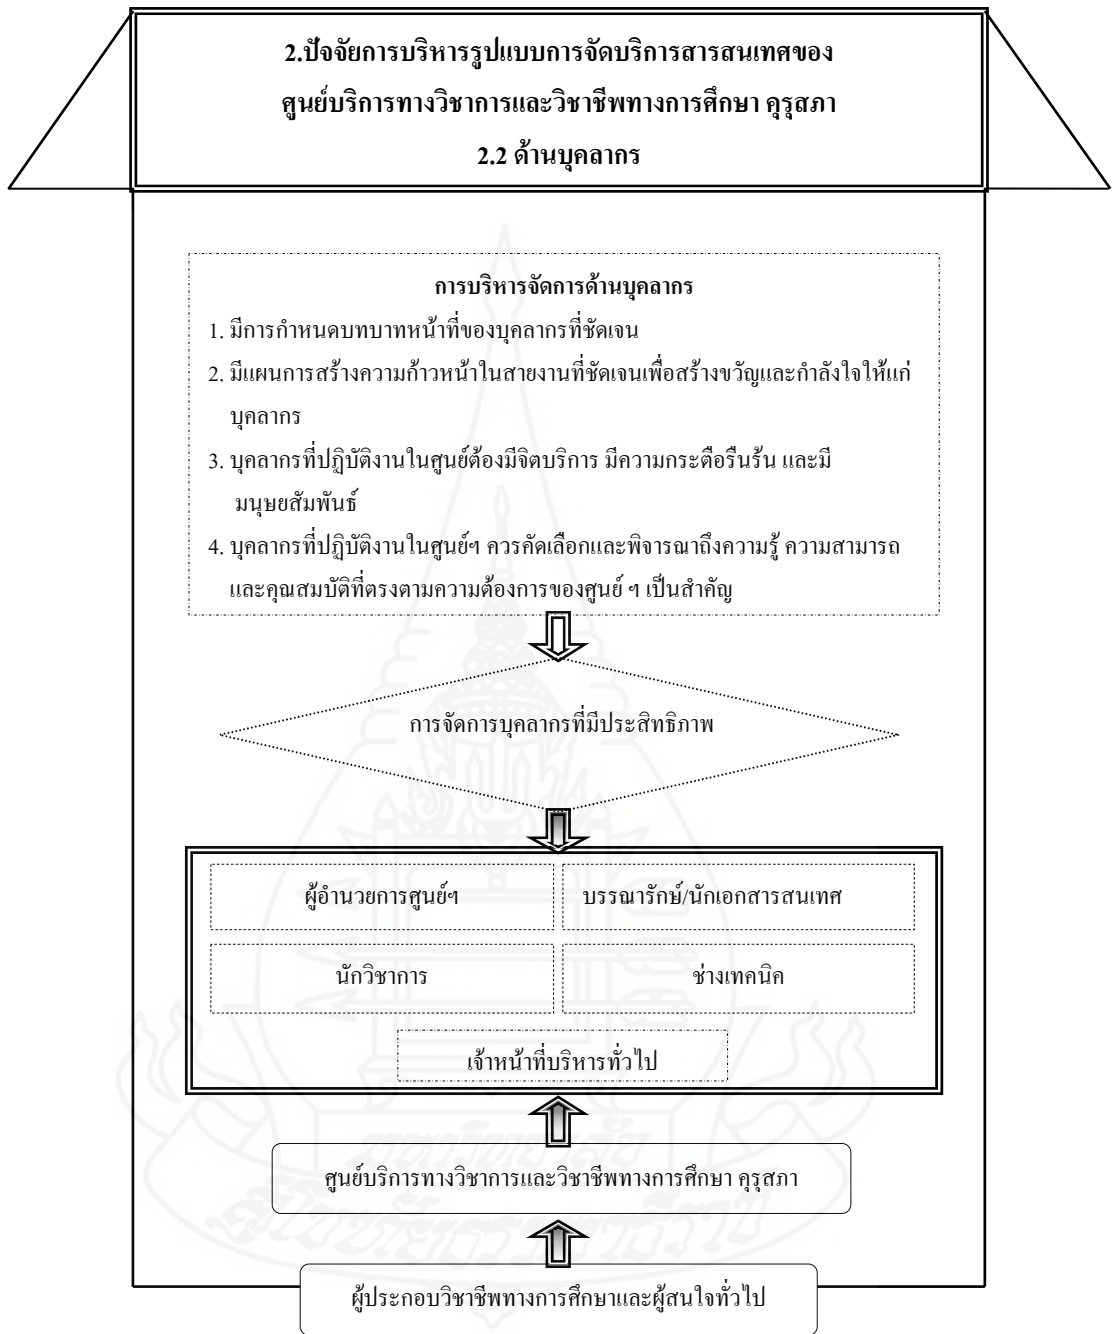 2.ปัจจัยการบริหารรูปแบบการจัดบริการสารสนเทศของ
ศูนย์บริการทางวิชาการและวิชาชีพทางการศึกษา คุรุสภา
2.2 ด้านบุคลากร
การบริหารจัดการด้านบุคลากร
1. มีการกำหนดบทบาทหน้าที่ของบุคลากรที่ชัดเจน
2. มีแผนการสร้างความก้าวหน้าในสายงานที่ชัดเจนเพื่อสร้างขวัญและกำลังใจให้แก่
บุคลากร
3. บุคลากรที่ปฏิบัติงานในศูนย์ต้องมีจิตบริการ มีความกระตือรืนร้น และมี
มนุษยสัมพันธ์
4. บุคลากรที่ปฏิบัติงานในศูนย์ฯ ควรคัดเลือกและพิจารณาถึงความรู้ ความสามารถ
และคุณสมบัติที่ตรงตามความต้องการของศูนย์ ฯ เป็นสำคัญ
การจัดการบุคลากรที่มีประสิทธิภาพ
ผู้อำนวยการศูนย์ฯ
บรรณารักษ์/นักเอกสารสนเทศ
นักวิชาการ
ช่างเทคนิค
เจ้าหน้าที่บริหารทั่วไป
มหาวิทยาลัย
ศูนย์บริการทางวิชาการและวิชาชีพทางการศึกษา คุรุสภา
สุโขทัยธรรมาธิราช
ผู้ประกอบวิชาชีพทางการศึกษาและผู้สนใจทั่วไป